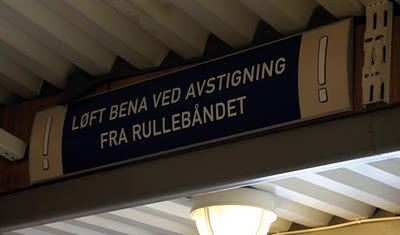 ! LØFT BENA VED AVSTIGNING !
FRA RULLEBÅNDET